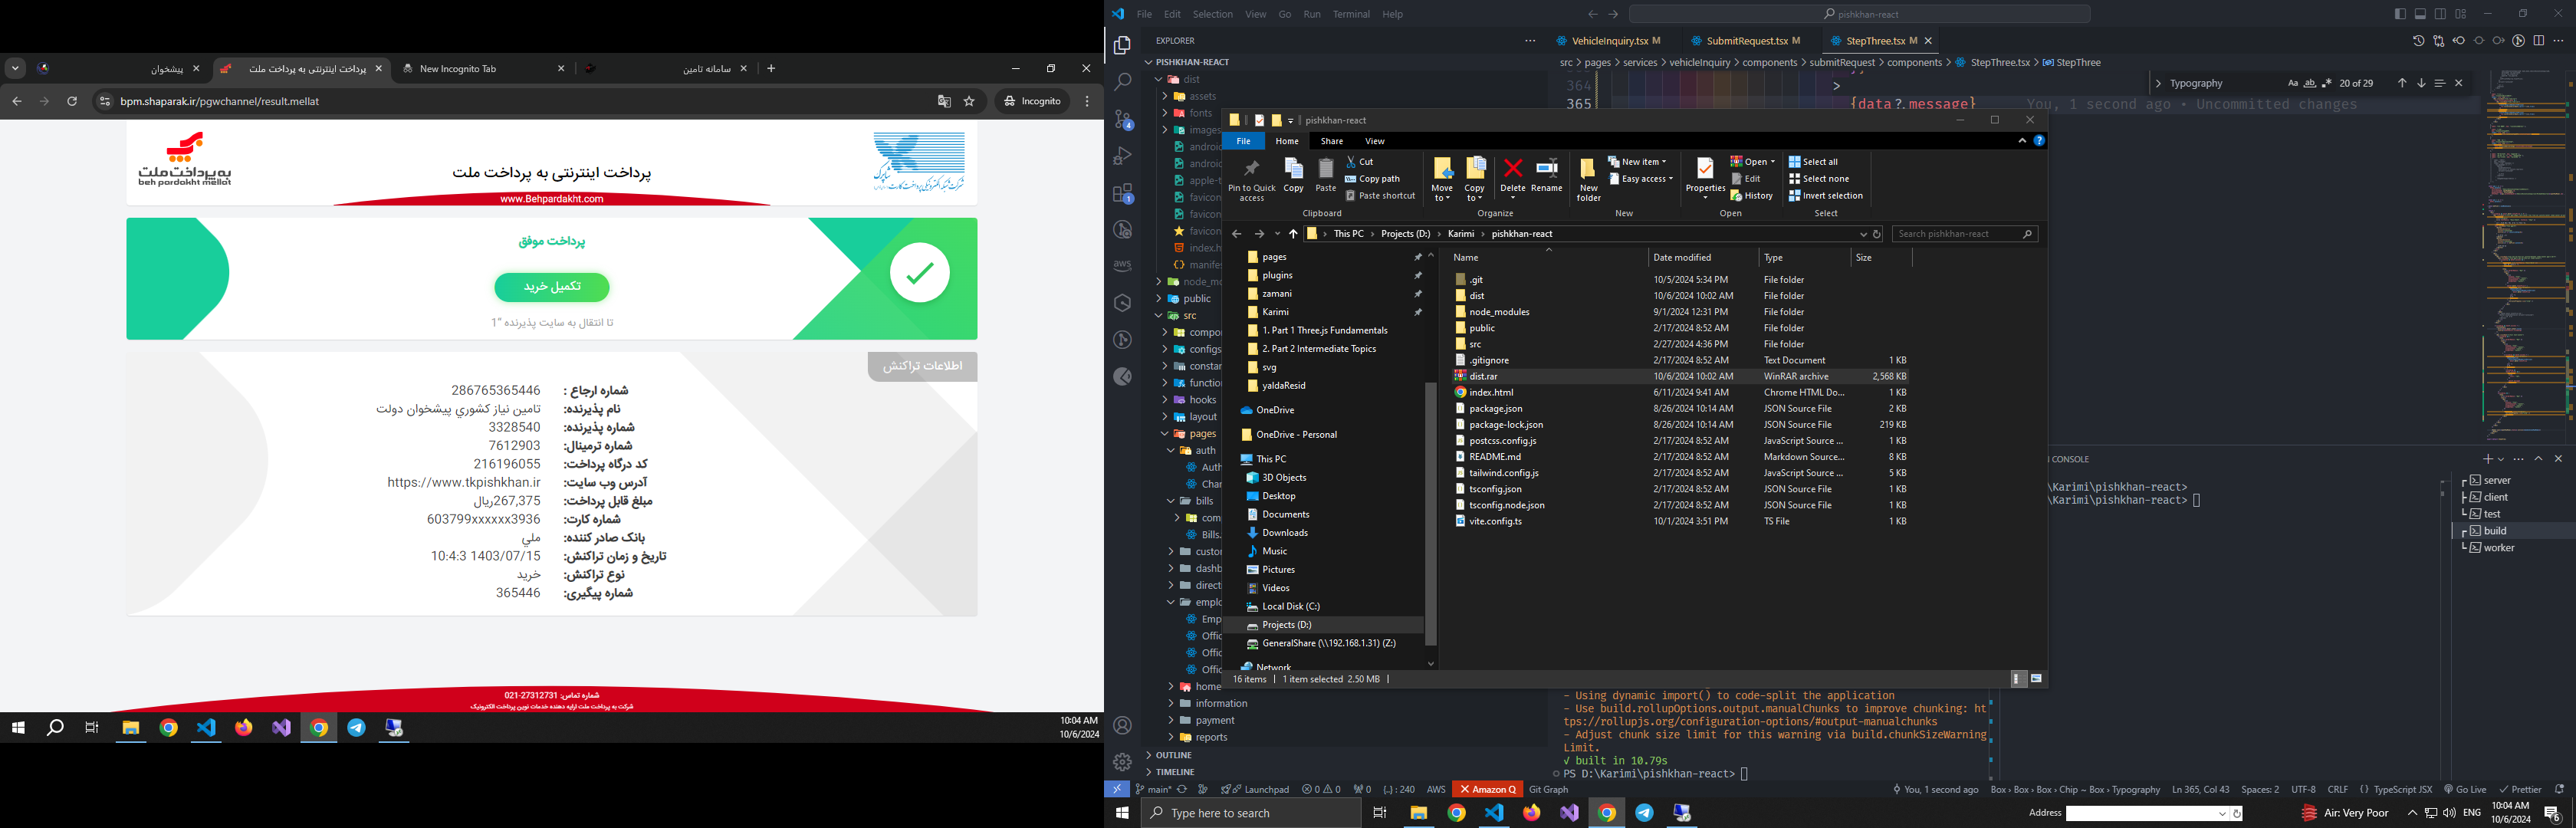 پیشخوان
پرداخت اینترنتی به پرداخت ملت
New Incognito Tab
سامانه تامین
bpm.shaparak.ir/pgwchannel/result.mellat
Incognito
به پرداخت ملت
beh pardakht mellat
پرداخت اینترنتی به پرداخت ملت
www.Behpardakht.com
پرداخت موفق
تکمیل خرید
تا انتقال به سایت پذیرنده "1
اطلاعات تراکنش
شماره ارجاع : 286765365446
نام پذیرنده: تامین نیاز کشوري پیشخوان دولت
شماره پذیرنده: 3328540
شماره ترمینال: 7612903
کد درگاه پرداخت: 216196055
آدرس وب سایت: https://www.tkpishkhan.ir
مبلغ قابل پرداخت: 267,375ریال
شماره کارت: 603799xxxxxx3936
بانک صادر کننده: ملي
تاریخ و زمان تراکنش: 1403/07/15 10:4:3
نوع تراکنش: خرید
شماره پیگیری: 365446
شماره تماس: 27312731-021
شرکت به پرداخت ملت ارایه دهنده خدمات نوین پرداخت الکترونیک
10:04 AM
10/6/2024
File Edit Selection View Go Run Terminal Help
pishkhan-react
EXPLORER
VehicleInquiry.tsx M
SubmitRequest.tsx M
StepThree.tsx M
PISHKHAN-REACT
src > pages > services > vehicleInquiry > components > submitRequest > components > StepThree.tsx > StepThree
dist
assets
fonts
images
android
android
apple-t
favicon
favicon
favicon
index.h
manifes
node_mo
public
src
compo
configs
constan
function
hooks
layout
pages
auth
Auth
Chan
bills
com
Bills.
custo
dashb
directi
emplo
Emp
Offic
Offic
Offic
home
information
payment
reports
OUTLINE
TIMELINE
364 >
365 {data?.message} You, 1 second ago • Uncommitted changes
Typography
Aa ab 20 of 29
pishkhan-react
File Home Share View
Pin to Quick access
Copy
Paste
Cut
Copy path
Paste shortcut
Clipboard
Move to
Copy to
Delete
Rename
Organize
New folder
New item
Easy access
New
Properties
Open
Edit
History
Open
Select all
Select none
Invert selection
Select
This PC > Projects (D:) > Karimi > pishkhan-react
Search pishkhan-react
pages
plugins
zamani
Karimi
1. Part 1 Three.js Fundamentals
2. Part 2 Intermediate Topics
svg
yaldaResid
OneDrive
OneDrive - Personal
This PC
3D Objects
Desktop
Documents
Downloads
Music
Pictures
Videos
Local Disk (C:)
Projects (D:)
GeneralShare (\\192.168.1.31) (Z:)
Network
Name Date modified Type Size
.git 10/5/2024 5:34 PM File folder
dist 10/6/2024 10:02 AM File folder
node_modules 9/1/2024 12:31 PM File folder
public 2/17/2024 8:52 AM File folder
src 2/27/2024 4:36 PM File folder
.gitignore 2/17/2024 8:52 AM Text Document 1 KB
dist.rar 10/6/2024 10:02 AM WinRAR archive 2,568 KB
index.html 6/11/2024 9:41 AM Chrome HTML Do... 1 KB
package.json 8/26/2024 10:14 AM JSON Source File 2 KB
package-lock.json 8/26/2024 10:14 AM JSON Source File 219 KB
postcss.config.js 2/17/2024 8:52 AM JavaScript Source ... 1 KB
README.md 2/17/2024 8:52 AM Markdown Source... 8 KB
tailwind.config.js 2/17/2024 8:52 AM JavaScript Source ... 5 KB
tsconfig.json 2/17/2024 8:52 AM JSON Source File 1 KB
tsconfig.node.json 2/17/2024 8:52 AM JSON Source File 1 KB
vite.config.ts 10/1/2024 3:51 PM TS File 1 KB
16 items 1 item selected 2.50 MB
CONSOLE
\Karimi\pishkhan-react>
\Karimi\pishkhan-react>
server
client
test
build
worker
- Using dynamic import() to code-split the application
- Use build.rollupOptions.output.manualChunks to improve chunking: ht
tps://rollupjs.org/configuration-options/#output-manualchunks
- Adjust chunk size limit for this warning via build.chunkSizeWarning
Limit.
√ built in 10.79s
PS D:\Karimi\pishkhan-react>
main* Launchpad 0 0 0 {..} : 240 AWS Amazon Q Git Graph
You, 1 second ago Box › Box › Box › Chip ~ Box › Typography Ln 365, Col 43 Spaces: 2 UTF-8 CRLF {} TypeScript JSX Go Live Prettier
Type here to search
Address
Air: Very Poor
ENG
10:04 AM
10/6/2024
6